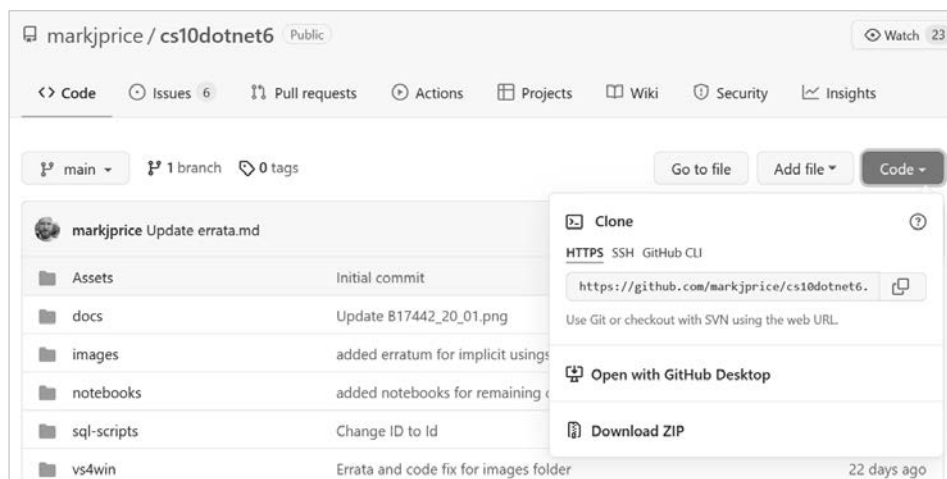 markjprice / cs10dotnet6 Public
Watch 23
Code Issues 6 Pull requests Actions Projects Wiki Security Insights
main 1 branch 0 tags Go to file Add file Code
markjprice Update errata.md
Clone
HTTPS SSH GitHub CLI
https://github.com/markjprice/cs10dotnet6.
Use Git or checkout with SVN using the web URL.
Open with GitHub Desktop
Download ZIP
Assets Initial commit
docs Update B17442_20_01.png
images added erratum for implicit usings
notebooks added notebooks for remaining
sql-scripts Change ID to Id
vs4win Errata and code fix for images folder 22 days ago